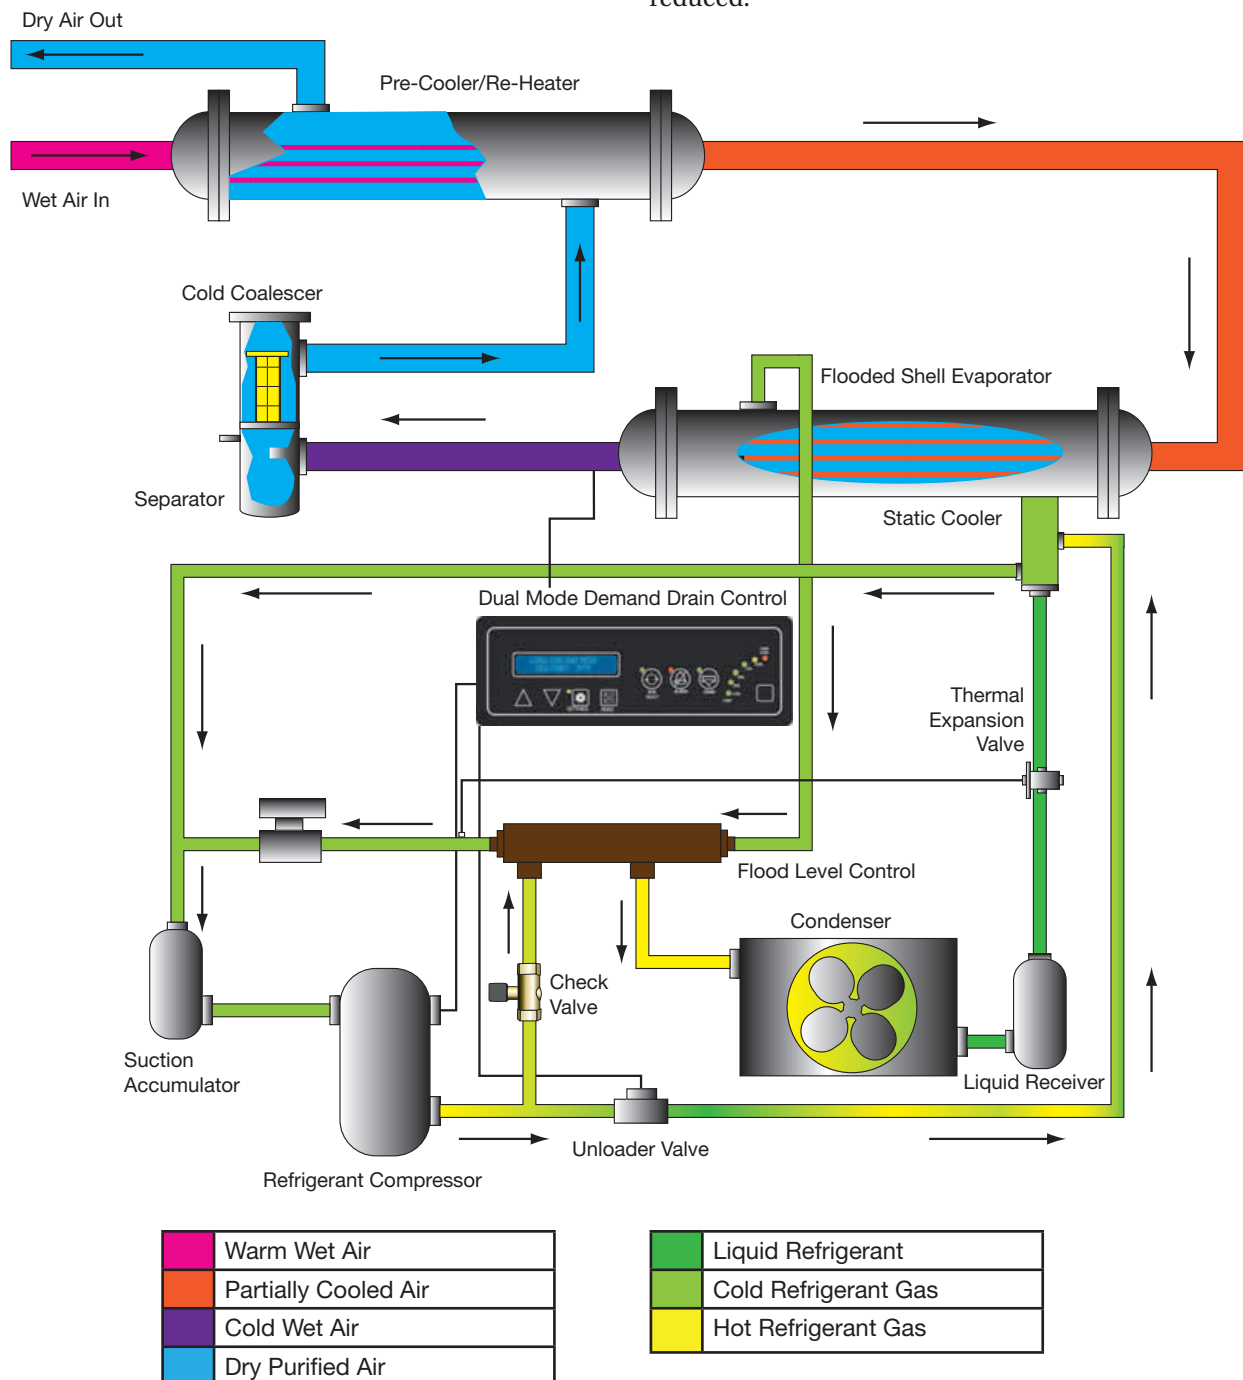 reduced.
Dry Air Out
Pre-Cooler/Re-Heater
Wet Air In
Cold Coalescer
Flooded Shell Evaporator
Separator
Static Cooler
Dual Mode Demand Drain Control
Thermal
Expansion
Valve
Flood Level Control
Condenser
Check
Valve
Suction
Accumulator
Liquid Receiver
Unloader Valve
Refrigerant Compressor
Warm Wet Air
Partially Cooled Air
Cold Wet Air
Dry Purified Air
Liquid Refrigerant
Cold Refrigerant Gas
Hot Refrigerant Gas